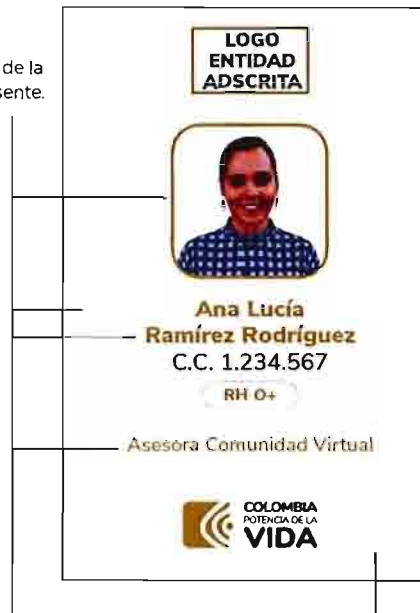 de la
sente.
LOGO
ENTIDAD
ADSCRITA
Ana Lucía
Ramírez Rodríguez
C.C. 1.234.567
RH O+
Asesora Comunidad Virtual
COLOMBIA
POTENCIA DE LA
VIDA